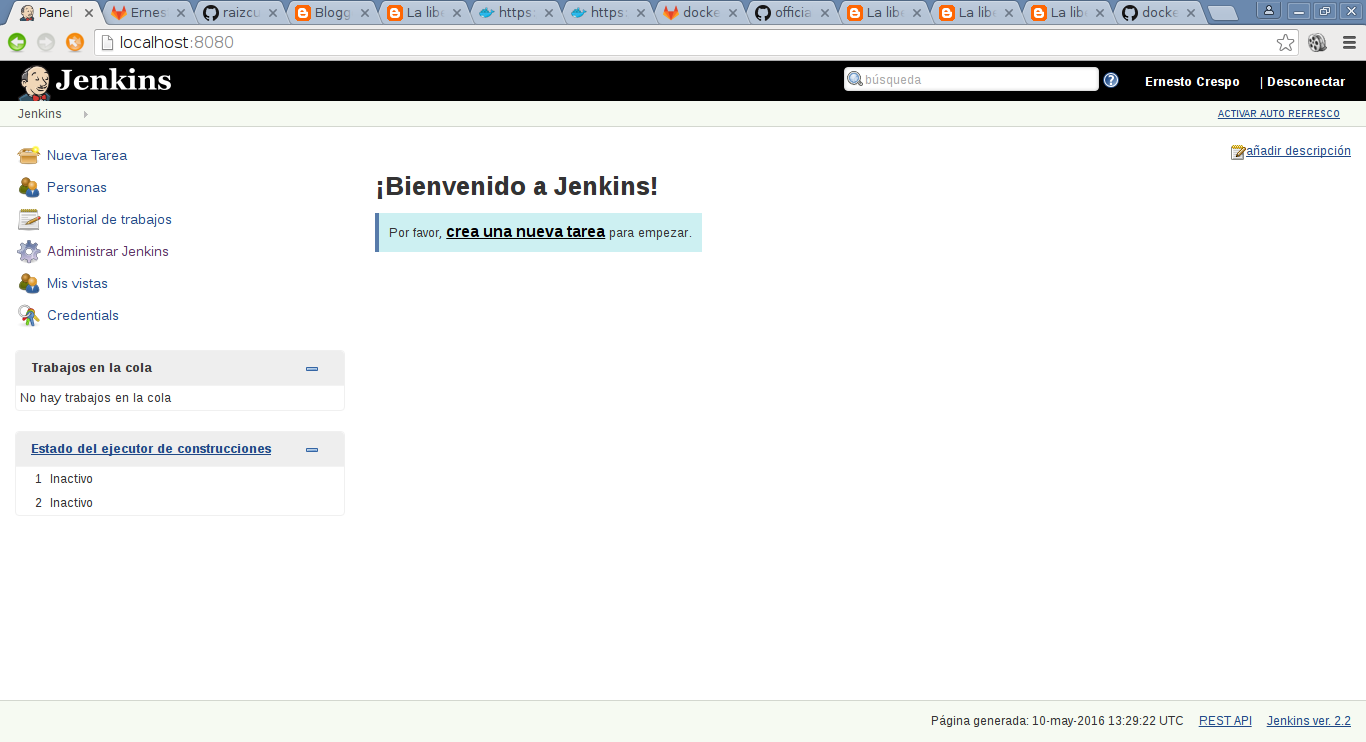 Panel
Ernes
raizcu
Blogg
La libe
https:
https:
docke
officia
La libe
La libe
La libe
docke
localhost:8080
Jenkins
búsqueda
Ernesto Crespo | Desconectar
Jenkins
ACTIVAR AUTO REFRESCO
Nueva Tarea
Personas
Historial de trabajos
Administrar Jenkins
Mis vistas
Credentials
Trabajos en la cola
No hay trabajos en la cola
Estado del ejecutor de construcciones
1 Inactivo
2 Inactivo
añadir descripción
¡Bienvenido a Jenkins!
Por favor, crea una nueva tarea para empezar.
Página generada: 10-may-2016 13:29:22 UTC REST API Jenkins ver. 2.2